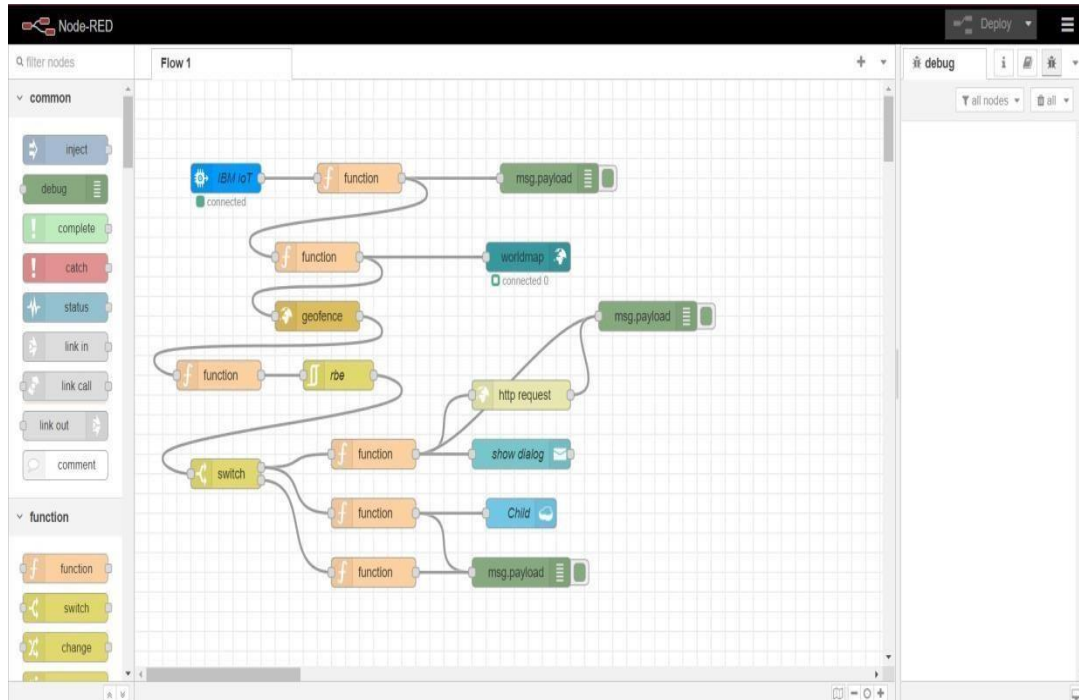 Node-RED
Deploy
filter nodes
Flow 1
debug
i
all nodes
all
common
inject
debug
complete
catch
status
link in
link call
link out
comment
function
function
switch
change
IBM IoT
connected
function
msg.payload
function
worldmap
connected 0
geofence
msg.payload
function
rbe
http request
switch
function
show dialog
function
Child
function
msg.payload